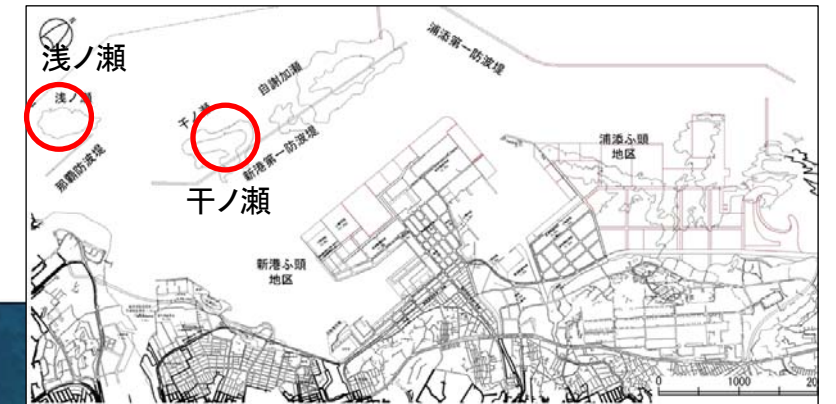 浅ノ瀬
浅ノ瀬
那覇防波堤
干ノ瀬
干ノ瀬
自謝加瀬
新港第一防波堤
浦添第一防波堤
浦添ふ頭
地区
新港ふ頭
地区
0 1000